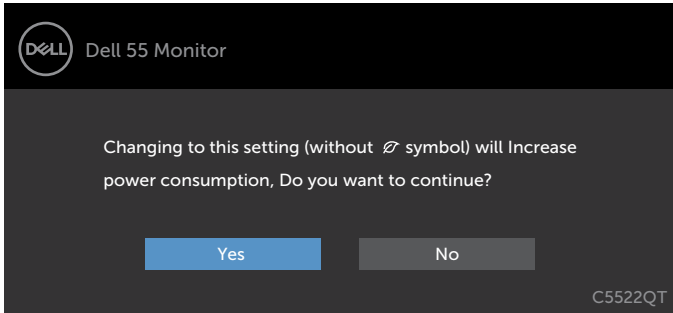 DELL
Dell 55 Monitor
Changing to this setting (without symbol) will Increase
power consumption, Do you want to continue?
Yes
No
C5522QT